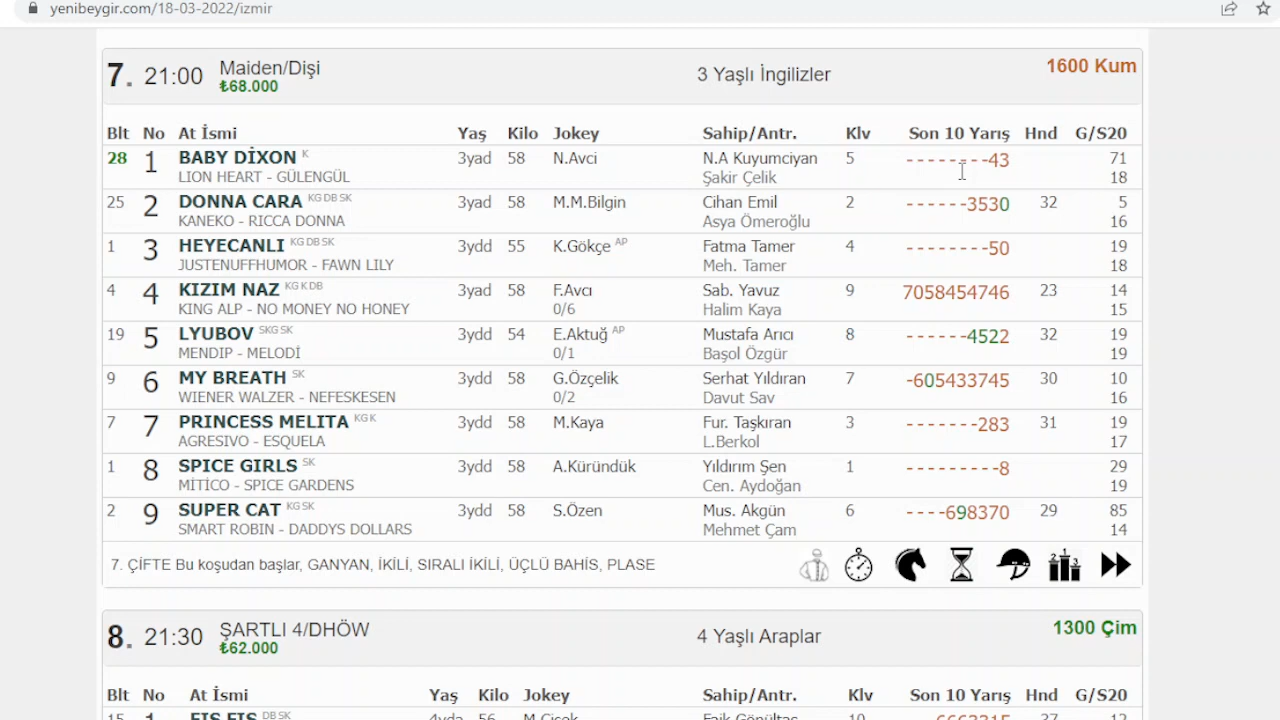 yenibeygir.com/18-03-2022/izmir
7. 21:00 Maiden/Dişi 3 Yaşlı İngilizler 1600 Kum
₺68.000
Blt No At İsmi Yaş Kilo Jokey Sahip/Antr. Klv Son 10 Yarış Hnd G/S20
28 1 BABY DİXON K 3yad 58 N.Avci N.A Kuyumciyan 5 --------43 71
LION HEART - GÜLENGÜL Şakir Çelik 18
25 2 DONNA CARA KG DB SK 3yad 58 M.M.Bilgin Cihan Emil 2 ------3530 32 5
KANEKO - RICCA DONNA Asya Ömeroğlu 16
1 3 HEYECANLI KG DB SK 3ydd 55 K.Gökçe AP Fatma Tamer 4 --------50 19
JUSTENUFFHUMOR - FAWN LILY Meh. Tamer 18
4 4 KIZIM NAZ KG K DB 3yad 58 F.Avcı Sab. Yavuz 9 7058454746 23 14
KING ALP - NO MONEY NO HONEY 0/6 Halim Kaya 15
19 5 LYUBOV SKG SK 3ydd 54 E.Aktuğ AP Mustafa Arıcı 8 ------4522 32 19
MENDIP - MELODİ 0/1 Başol Özgür 19
9 6 MY BREATH SK 3ydd 58 G.Özçelik Serhat Yıldıran 7 -605433745 30 10
WIENER WALZER - NEFESKESEN 0/2 Davut Sav 16
7 7 PRINCESS MELITA KG K 3ydd 58 M.Kaya Fur. Taşkıran 3 -------283 31 19
AGRESIVO - ESQUELA L.Berkol 17
1 8 SPICE GIRLS SK 3ydd 58 A.Küründük Yıldırım Şen 1 ---------8 29
MİTİCO - SPICE GARDENS Cen. Aydoğan 19
2 9 SUPER CAT KG SK 3ydd 58 S.Özen Mus. Akgün 6 ----698370 29 85
SMART ROBIN - DADDYS DOLLARS Mehmet Çam 14
7. ÇİFTE Bu koşudan başlar, GANYAN, İKİLİ, SIRALI İKİLİ, ÜÇLÜ BAHİS, PLASE
8. 21:30 ŞARTLI 4/DHÖW 4 Yaşlı Araplar 1300 Çim
₺62.000
Blt No At İsmi Yaş Kilo Jokey Sahip/Antr. Klv Son 10 Yarış Hnd G/S20